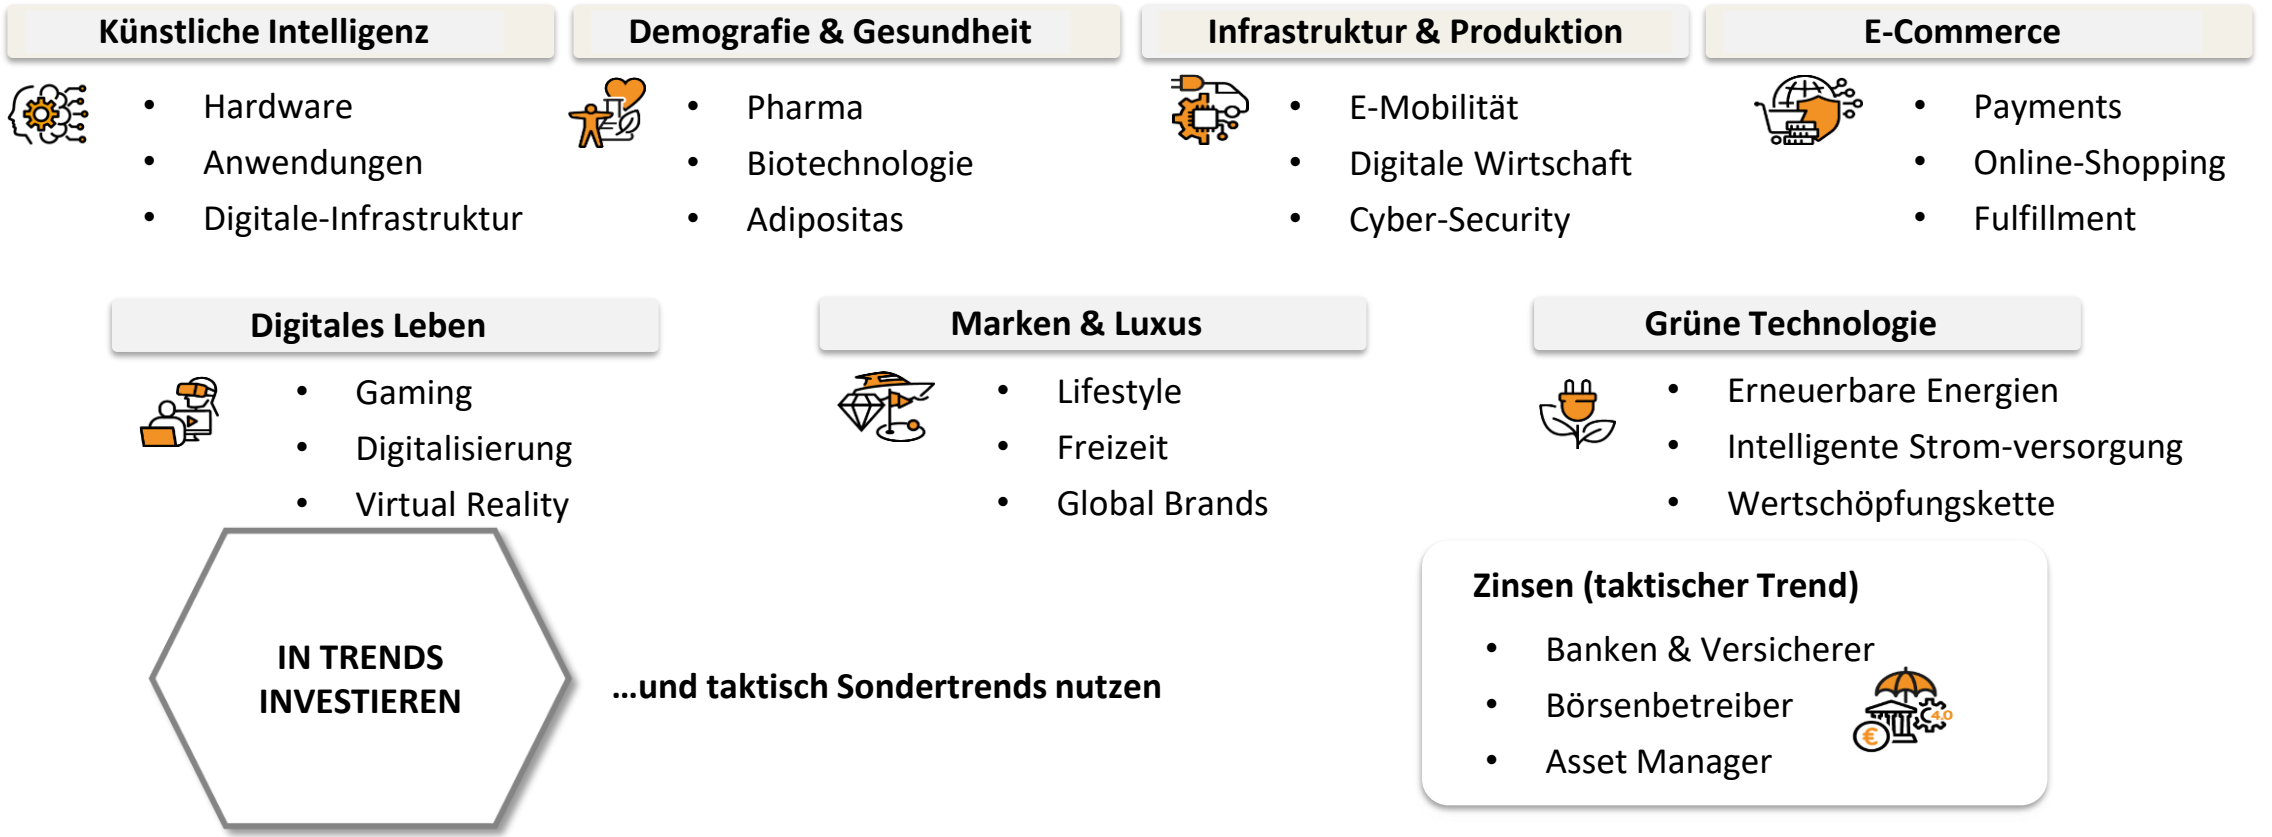 Künstliche Intelligenz
• Hardware
• Anwendungen
• Digitale-Infrastruktur
Demografie & Gesundheit
• Pharma
• Biotechnologie
• Adipositas
Infrastruktur & Produktion
• E-Mobilität
• Digitale Wirtschaft
• Cyber-Security
E-Commerce
• Payments
• Online-Shopping
• Fulfillment
Digitales Leben
• Gaming
• Digitalisierung
• Virtual Reality
Marken & Luxus
• Lifestyle
• Freizeit
• Global Brands
Grüne Technologie
• Erneuerbare Energien
• Intelligente Strom-versorgung
• Wertschöpfungskette
IN TRENDS
INVESTIEREN
...und taktisch Sondertrends nutzen
Zinsen (taktischer Trend)
• Banken & Versicherer
• Börsenbetreiber
• Asset Manager
4.0
€